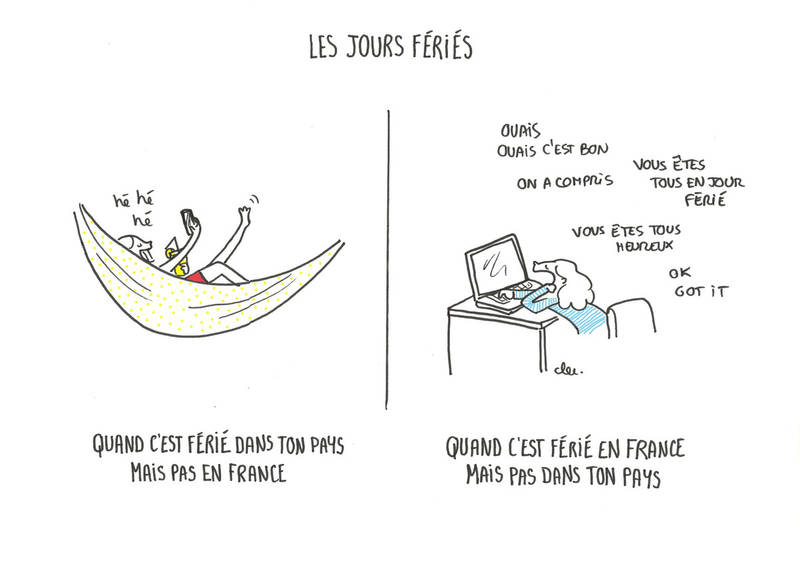 LES JOURS FÉRIÉS
hé hé
hé
QUAND C'EST FÉRIÉ DANS TON PAYS
MAIS PAS EN FRANCE
OUAIS
OUAIS C'EST BON
ON A COMPRIS
VOUS ÊTES
TOUS EN JOUR
FÉRIÉ
VOUS ÊTES TOUS
HEUREUX
OK
GOT iT
clu.
QUAND C'EST FÉRIÉ EN FRANCE
MAIS PAS DANS TON PAYS